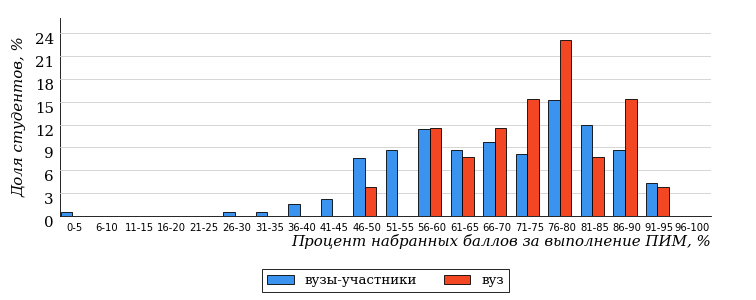 Доля студентов, %
24
21
18
15
12
9
6
3
0
0-5 6-10 11-15 16-20 21-25 26-30 31-35 36-40 41-45 46-50 51-55 56-60 61-65 66-70 71-75 76-80 81-85 86-90 91-95 96-100
Процент набранных баллов за выполнение ПИМ, %
вузы-участники вуз